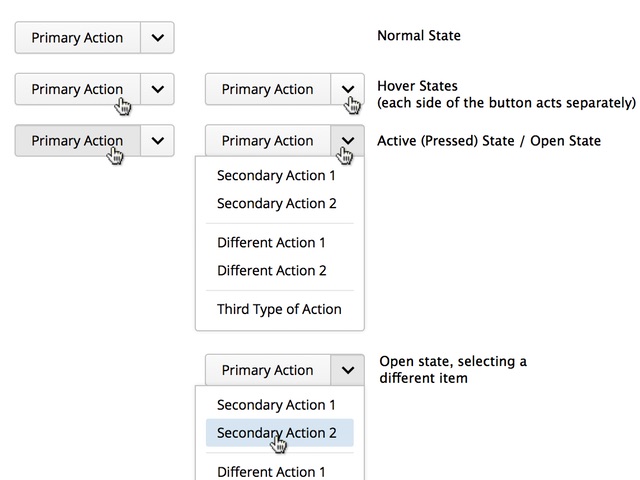 Primary Action
Normal State
Primary Action
Primary Action
Hover States
(each side of the button acts separately)
Primary Action
Primary Action
Active (Pressed) State / Open State
Secondary Action 1
Secondary Action 2
Different Action 1
Different Action 2
Third Type of Action
Primary Action
Open state, selecting a
different item
Secondary Action 1
Secondary Action 2
Different Action 1